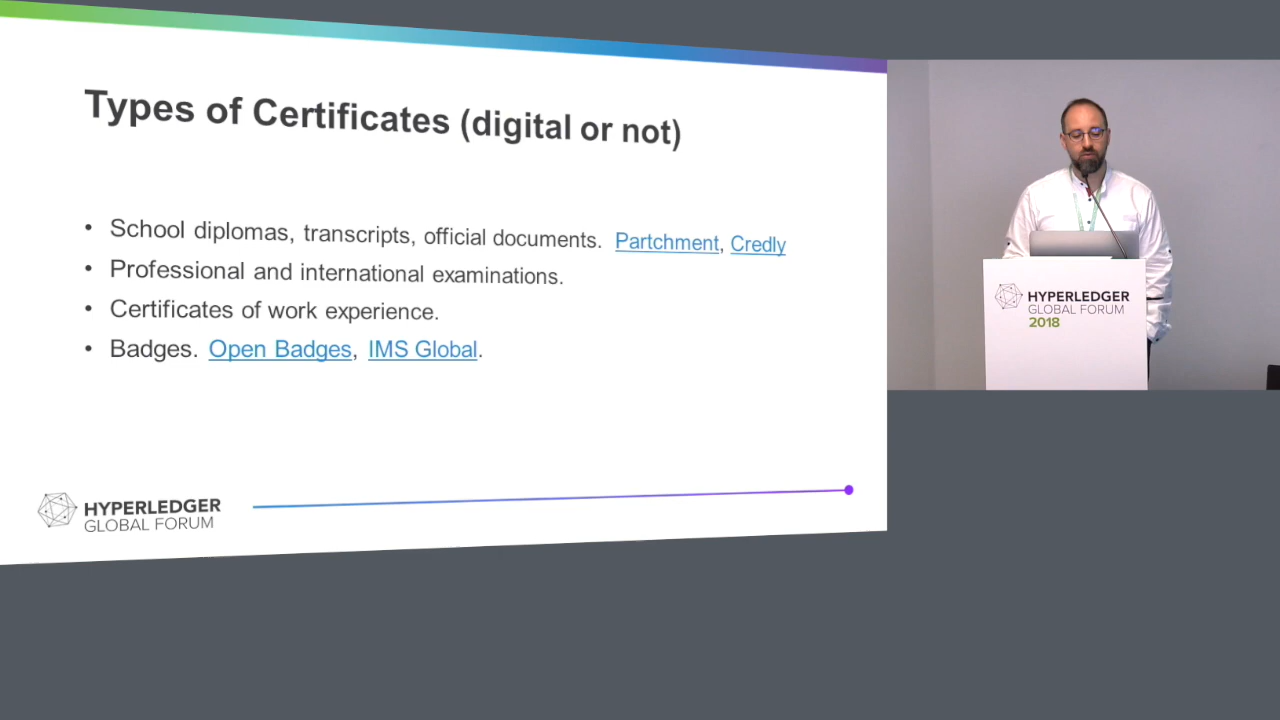 Types of Certificates (digital or not)
• School diplomas, transcripts, official documents. Partchment, Credly
• Professional and international examinations.
• Certificates of work experience.
• Badges. Open Badges, IMS Global.
HYPERLEDGER
GLOBAL FORUM
HYPERLEDGER
GLOBAL FORUM
2018